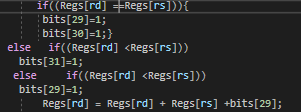 if((Regs[rd] ==Regs[rs])){
bits[29]=1;
bits[30]=1;}
else if((Regs[rd] <Regs[rs]))
bits[31]=1;
else if((Regs[rd] <Regs[rs]))
bits[29]=1;
Regs[rd] = Regs[rd] + Regs[rs] +bits[29];